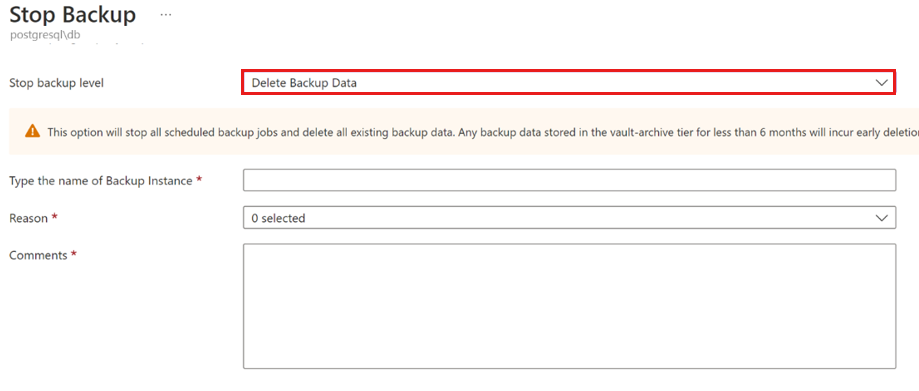 Stop Backup ...
postgresql\db
Stop backup level
Delete Backup Data
This option will stop all scheduled backup jobs and delete all existing backup data. Any backup data stored in the vault-archive tier for less than 6 months will incur early deletion
Type the name of Backup Instance *
Reason *
0 selected
Comments *